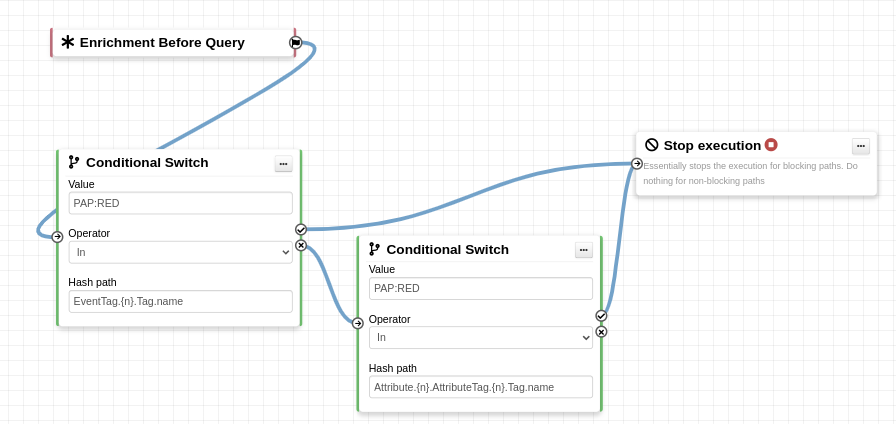 Enrichment Before Query
Conditional Switch
...
Value
PAP:RED
Operator
In
Hash path
EventTag.{n}.Tag.name
Conditional Switch
...
Value
PAP:RED
Operator
In
Hash path
Attribute.{n}.AttributeTag.{n}.Tag.name
Stop execution
...
Essentially stops the execution for blocking paths. Do
nothing for non-blocking paths